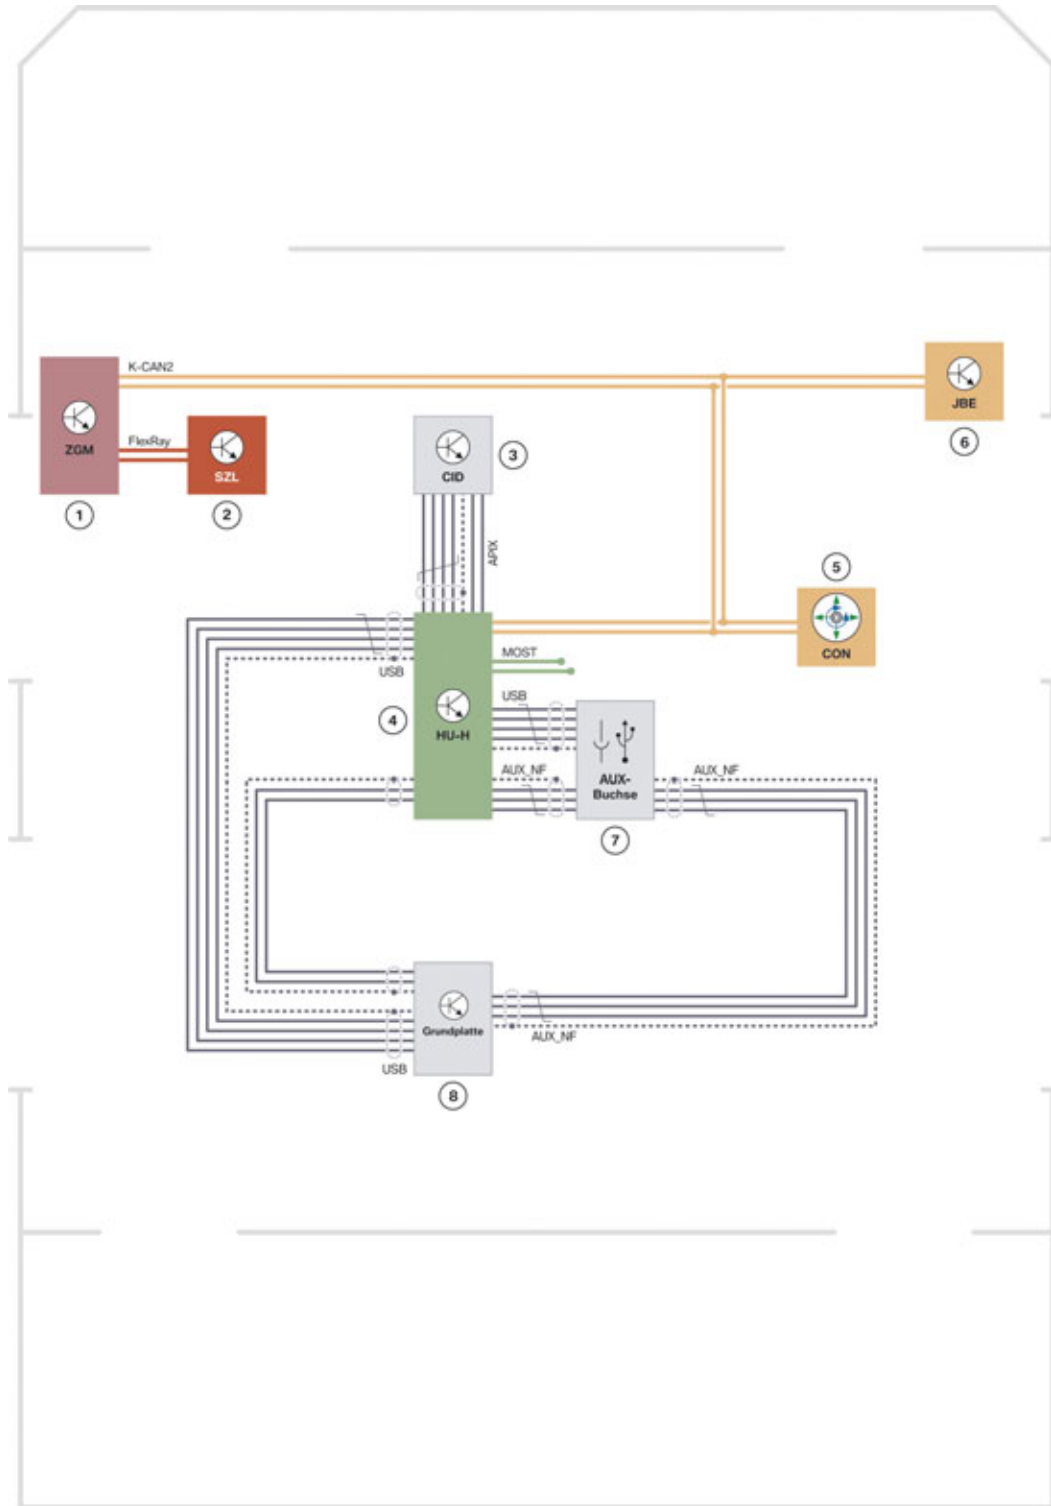 K-CAN2
ZGM
FlexRay
SZL
1
2
CID
3
JBE
6
APIX
5
CON
USB
MOST
USB
4
HU-H
AUX_NF
AUX-
Buchse
AUX_NF
7
Grundplatte
AUX_NF
USB
8